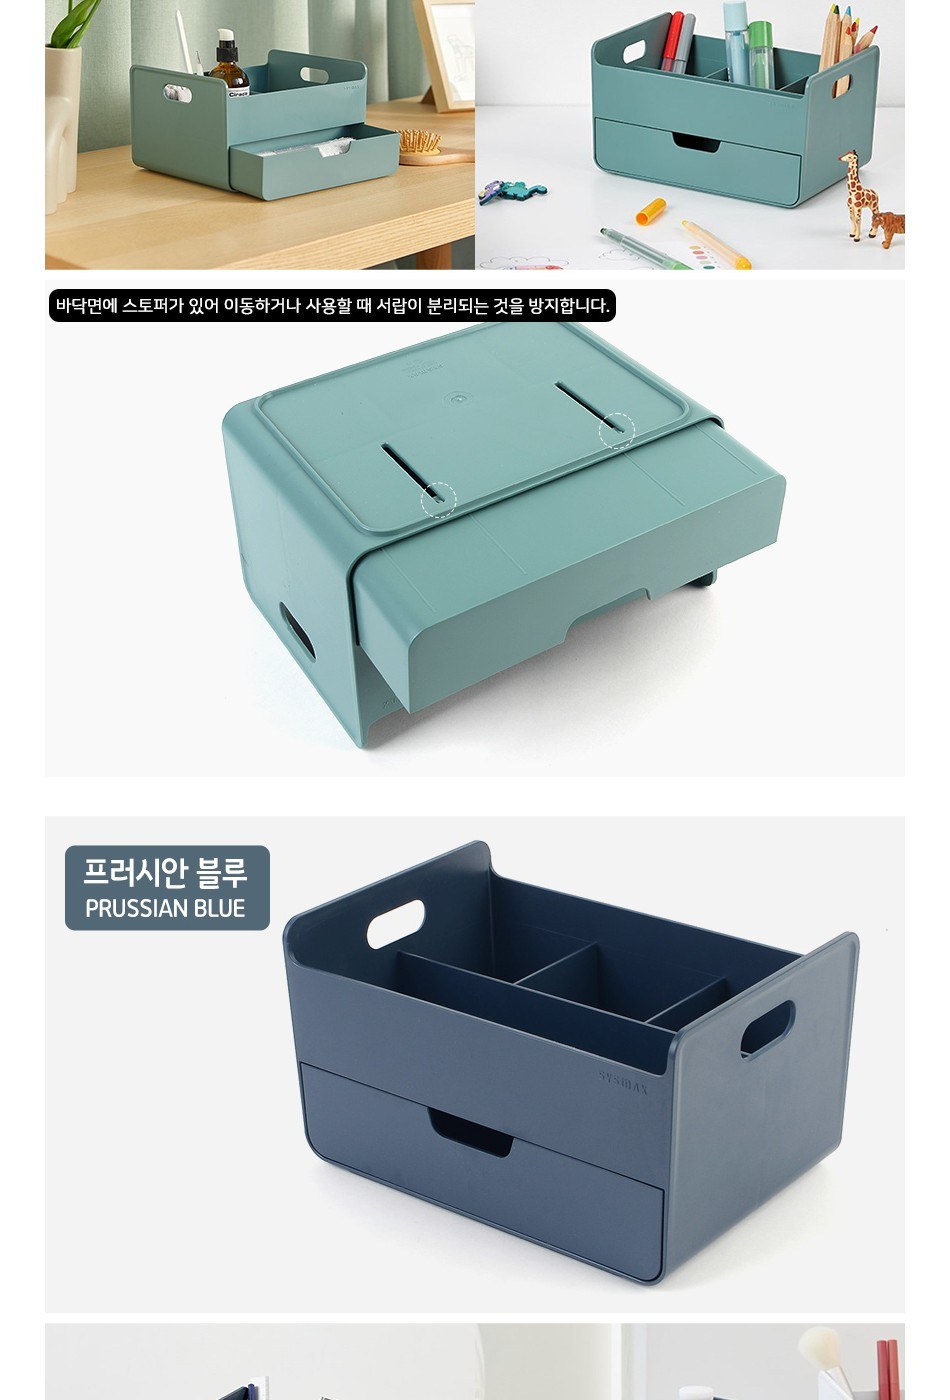 Cirack
바닥면에 스토퍼가 있어 이동하거나 사용할 때 서랍이 분리되는 것을 방지합니다.
프러시안 블루
PRUSSIAN BLUE
SYSMAX